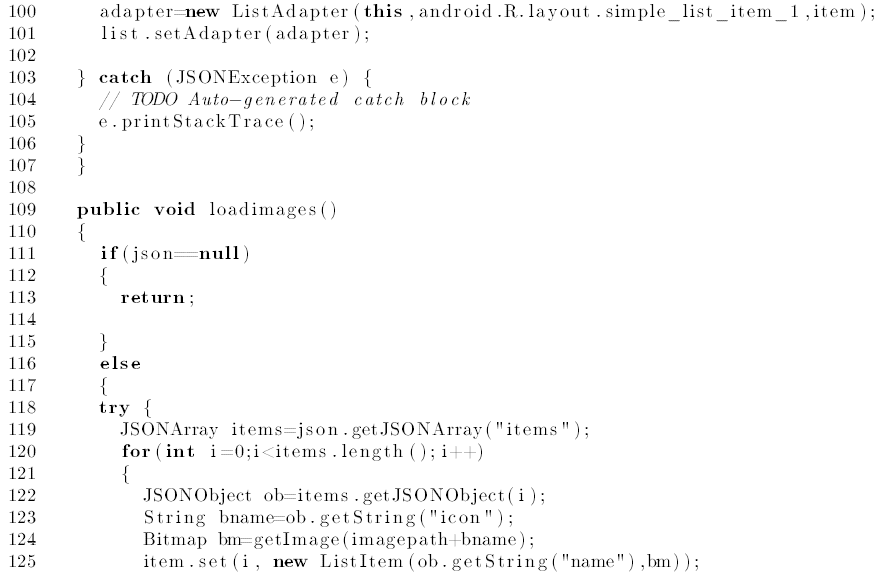 100 adapter=new ListAdapter(this,android.R.layout.simple_list_item_1,item);
101 list.setAdapter(adapter);
102
103 } catch (JSONException e) {
104 // TODO Auto-generated catch block
105 e.printStackTrace();
106 }
107 }
108
109 public void loadimages()
110 {
111 if(json==null)
112 {
113 return;
114
115 }
116 else
117 {
118 try {
119 JSONArray items=json.getJSONArray("items");
120 for(int i=0;i<items.length();i++)
121 {
122 JSONObject ob=items.getJSONObject(i);
123 String bname=ob.getString("icon");
124 Bitmap bm=getImage(imagepath+bname);
125 item.set(i, new ListItem(ob.getString("name"),bm));